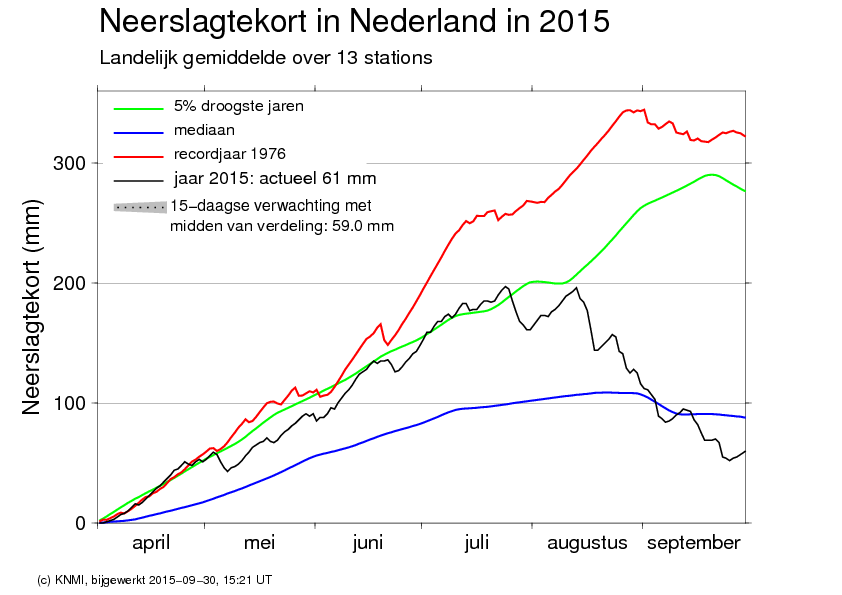 Neerslagtekort in Nederland in 2015
Landelijk gemiddelde over 13 stations
5% droogste jaren
mediaan
recordjaar 1976
jaar 2015: actueel 61 mm
15−daagse verwachting met
midden van verdeling: 59.0 mm
Neerslagtekort (mm)
300
200
100
0
april mei juni juli augustus september
(c) KNMI, bijgewerkt 2015−09−30, 15:21 UT